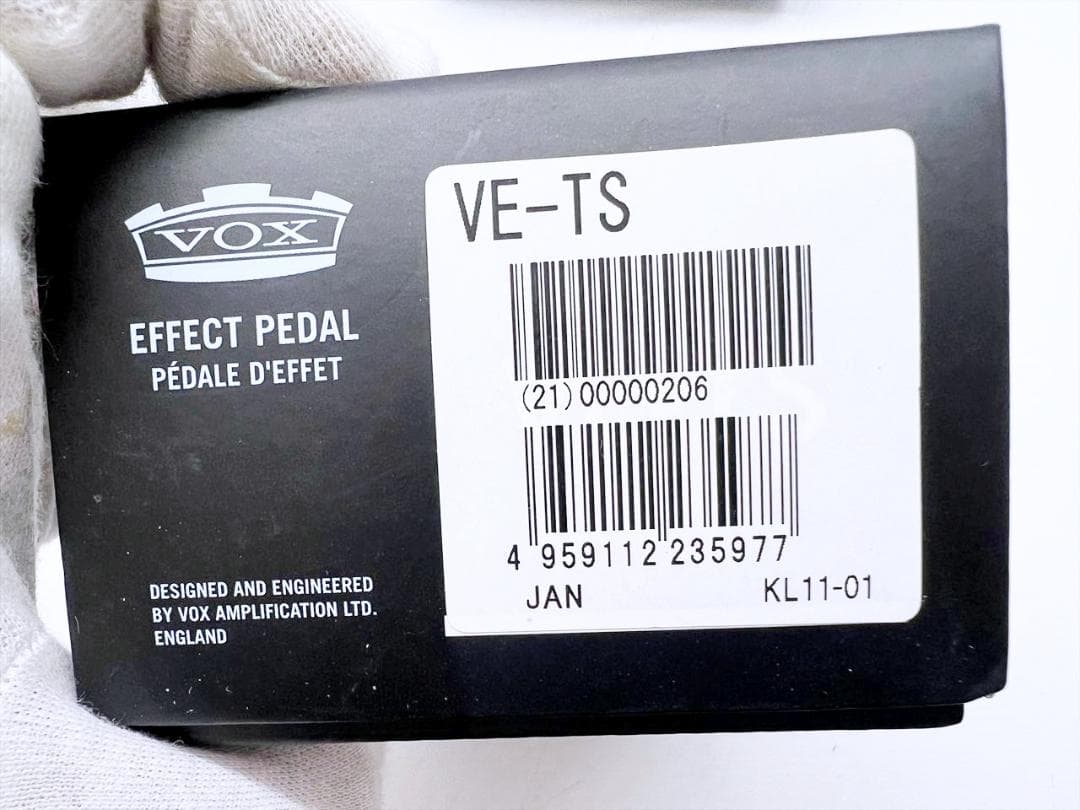 VOX
EFFECT PEDAL
PÉDALE D'EFFET
DESIGNED AND ENGINEERED
BY VOX AMPLIFICATION LTD.
ENGLAND
VE-TS
(21)00000206
4 959112 235977
JAN KL11-01